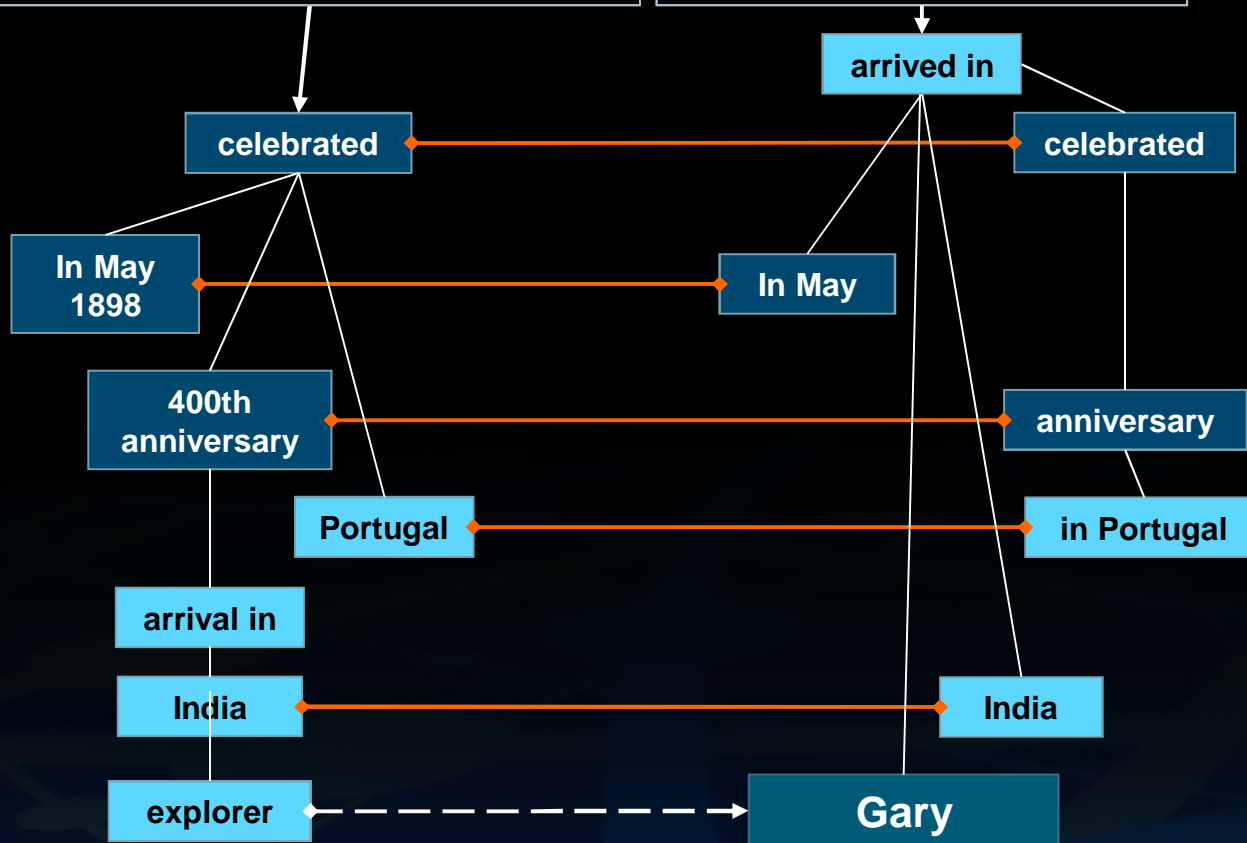 arrived in
celebrated
celebrated
In May
1898
In May
400th
anniversary
anniversary
Portugal
in Portugal
arrival in
India
India
explorer
Gary